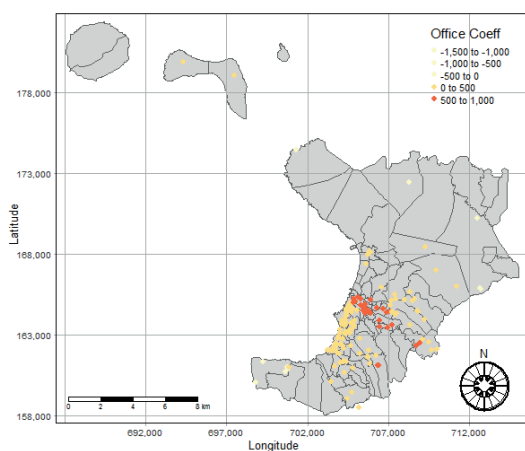 Office Coeff
-1,500 to -1,000
-1,000 to -500
-500 to 0
0 to 500
500 to 1,000
178,000
173,000
168,000
163,000
158,000
Latitude
N
0 2 4 6 8 km
692,000 697,000 702,000 707,000 712,000
Longitude